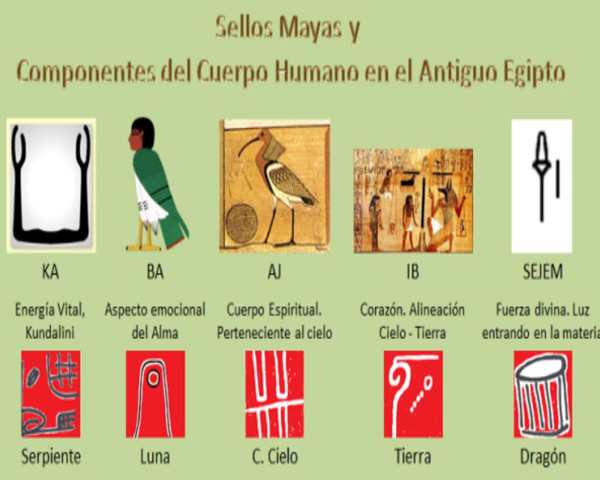 Sellos Mayas y
Componentes del Cuerpo Humano en el Antiguo Egipto
KA BA AJ IB SEJEM
Energía Vital, Aspecto emocional Cuerpo Espiritual. Corazón. Alineación Fuerza divina. Luz
Kundalini del Alma Perteneciente al cielo Cielo - Tierra entrando en la materia
Serpiente Luna C. Cielo Tierra Dragón